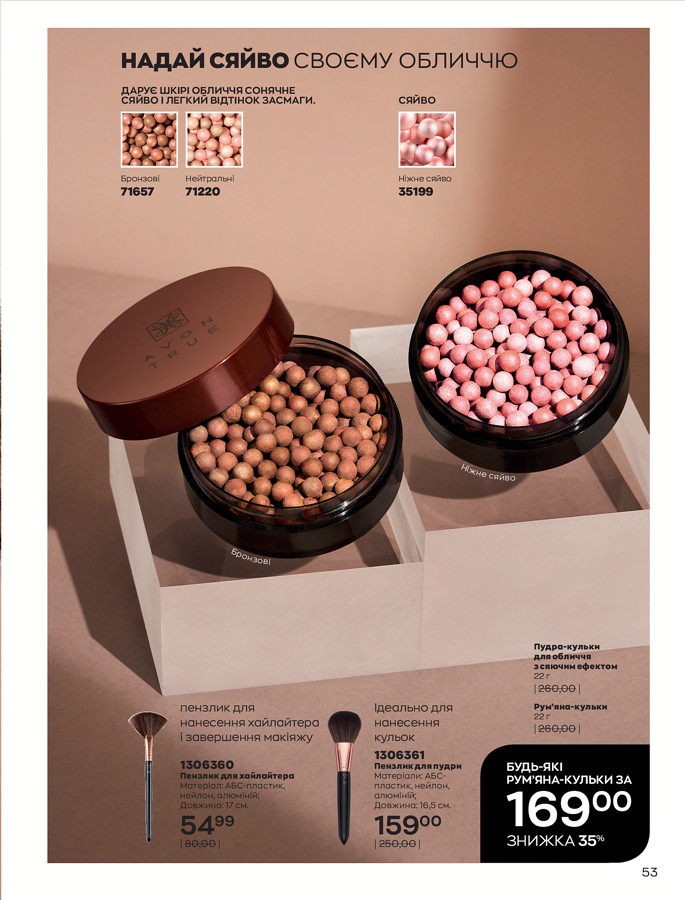 НАДАЙ СЯЙВО СВОЄМУ ОБЛИЧЧЮ
ДАРУЄ ШКІРІ ОБЛИЧЧЯ СОНЯЧНЕ
СЯЙВО І ЛЕГКИЙ ВІДТІНОК ЗАСМАГИ.
Бронзові
71657
Нейтральні
71220
СЯЙВО
Ніжне сяйво
35199
AVON
TRUE
Ніжне сяйво
Бронзові
Пудра-кульки
для обличчя
з сяючим ефектом
22 г
| 260,00 |
Рум'яна-кульки
22 г
| 260,00 |
пензлик для
нанесення хайлайтера
і завершення макіяжу
1306360
Пензлик для хайлайтера
Матеріал: АБС-пластик,
нейлон, алюміній;
Довжина: 17 см.
54 99
| 80,00 |
Ідеально для
нанесення
кульок
1306361
Пензлик для пудри
Матеріали: АБС-
пластик, нейлон,
алюміній;
Довжина: 16,5 см.
159 00
| 250,00 |
БУДЬ-ЯКІ
РУМ'ЯНА-КУЛЬКИ ЗА
169 00
ЗНИЖКА 35%
53